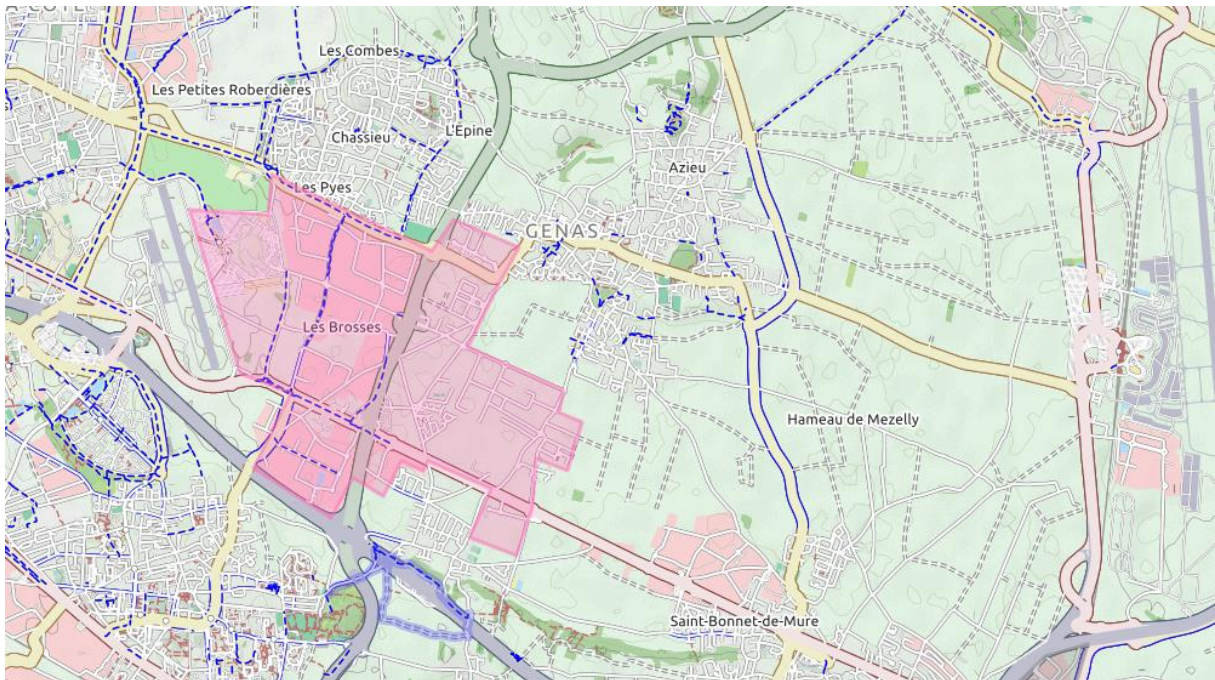 Les Combes
Les Petites Roberdières
Chassieu
L'Epine
Azieu
Les Pyes
GENAS
Les Brosses
Hameau de Mezelly
Saint-Bonnet-de-Mure